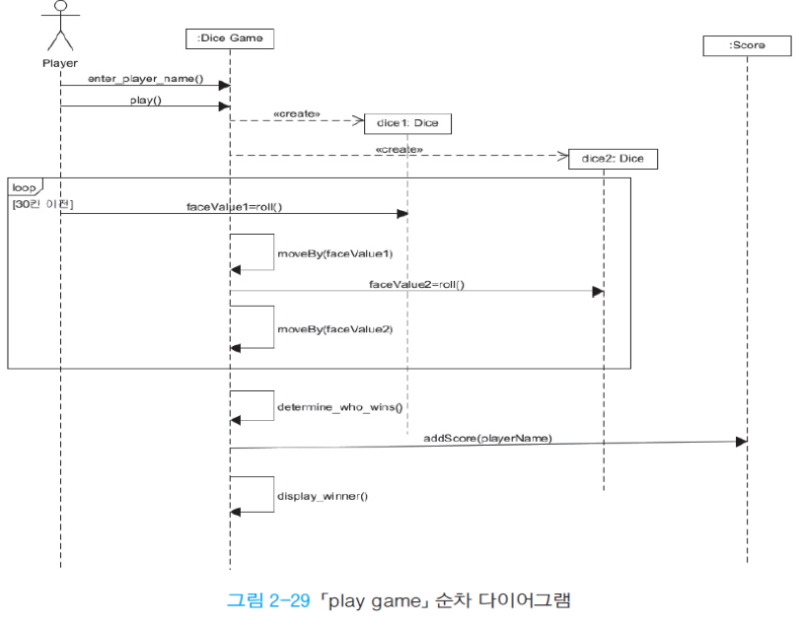 :Dice Game
:Score
Player
enter_player_name()
play()
«create»
dice1: Dice
«create»
dice2: Dice
loop
[30칸 이전]
faceValue1=roll()
moveBy(faceValue1)
faceValue2=roll()
moveBy(faceValue2)
determine_who_wins()
addScore(playerName)
display_winner()
그림 2-29 「play game」 순차 다이어그램